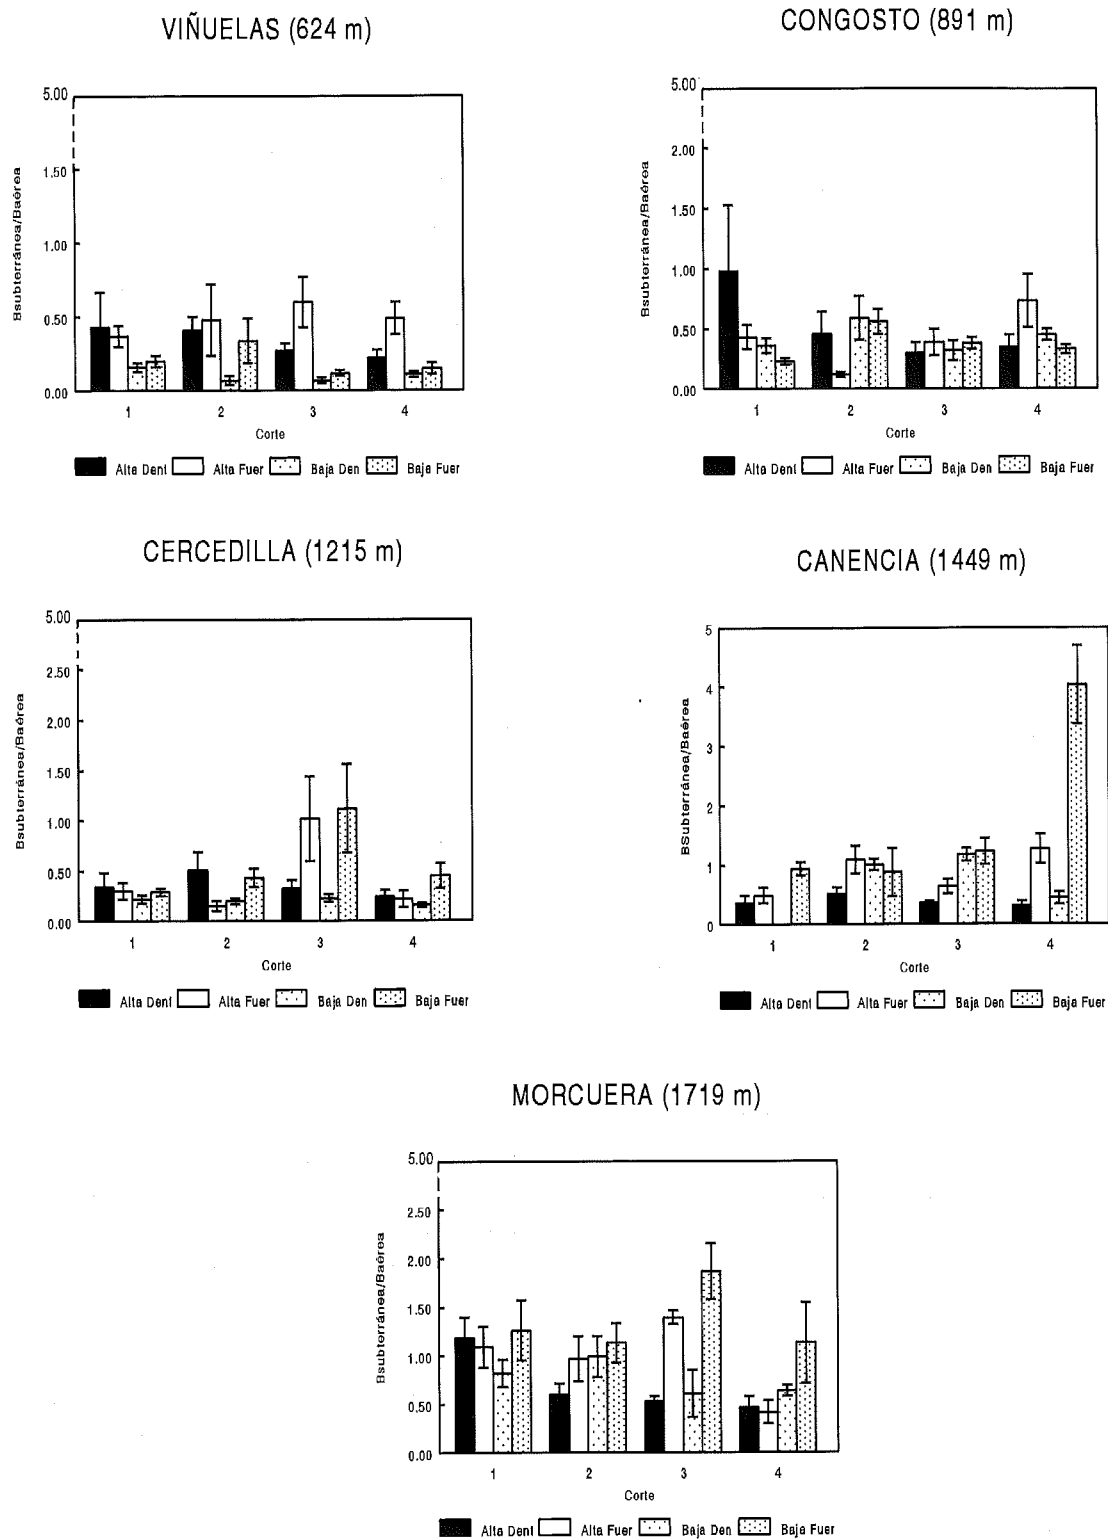 VIÑUELAS (624 m)
Bsubterránea/Baérea
5.00
1.50
1.00
0.50
0.00
1 2 3 4
Corte
Alta Dent Alta Fuer Baja Den Baja Fuer
CONGOSTO (891 m)
Bsubterránea/Baérea
5.00
2.00
1.50
1.00
0.50
0.00
1 2 3 4
Corte
Alta Dent Alta Fuer Baja Den Baja Fuer
CERCEDILLA (1215 m)
Bsubterránea/Baérea
5.00
2.50
2.00
1.50
1.00
0.50
0.00
1 2 3 4
Corte
Alta Dent Alta Fuer Baja Den Baja Fuer
CANENCIA (1449 m)
BSubterránea/Baérea
5
4
3
2
1
0
1 2 3 4
Corte
Alta Dent Alta Fuer Baja Den Baja Fuer
MORCUERA (1719 m)
Bsubterránea/Baérea
5.00
2.50
2.00
1.50
1.00
0.50
0.00
1 2 3 4
Corte
Alta Dent Alta Fuer Baja Den Baja Fuer